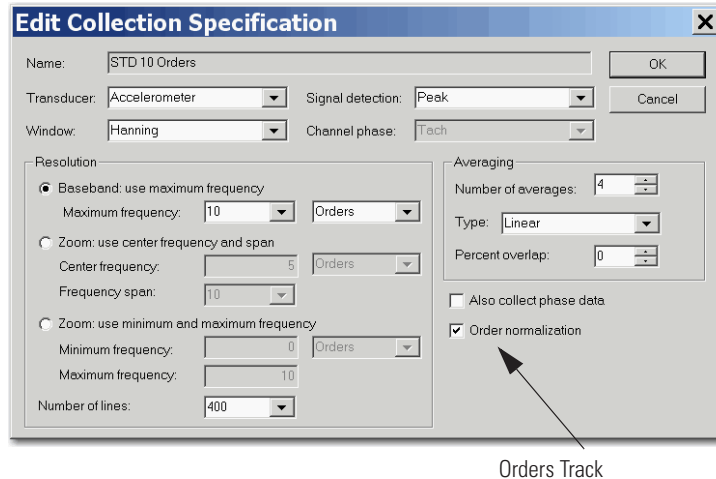 Edit Collection Specification
Name: STD 10 Orders OK
Transducer: Accelerometer Signal detection: Peak Cancel
Window: Hanning Channel phase: Tach
Resolution
Baseband: use maximum frequency
Maximum frequency: 10 Orders
Zoom: use center frequency and span
Center frequency: 5 Orders
Frequency span: 10
Zoom: use minimum and maximum frequency
Minimum frequency: 0 Orders
Maximum frequency: 10
Number of lines: 400
Averaging
Number of averages: 4
Type: Linear
Percent overlap: 0
Also collect phase data
Order normalization
Orders Track